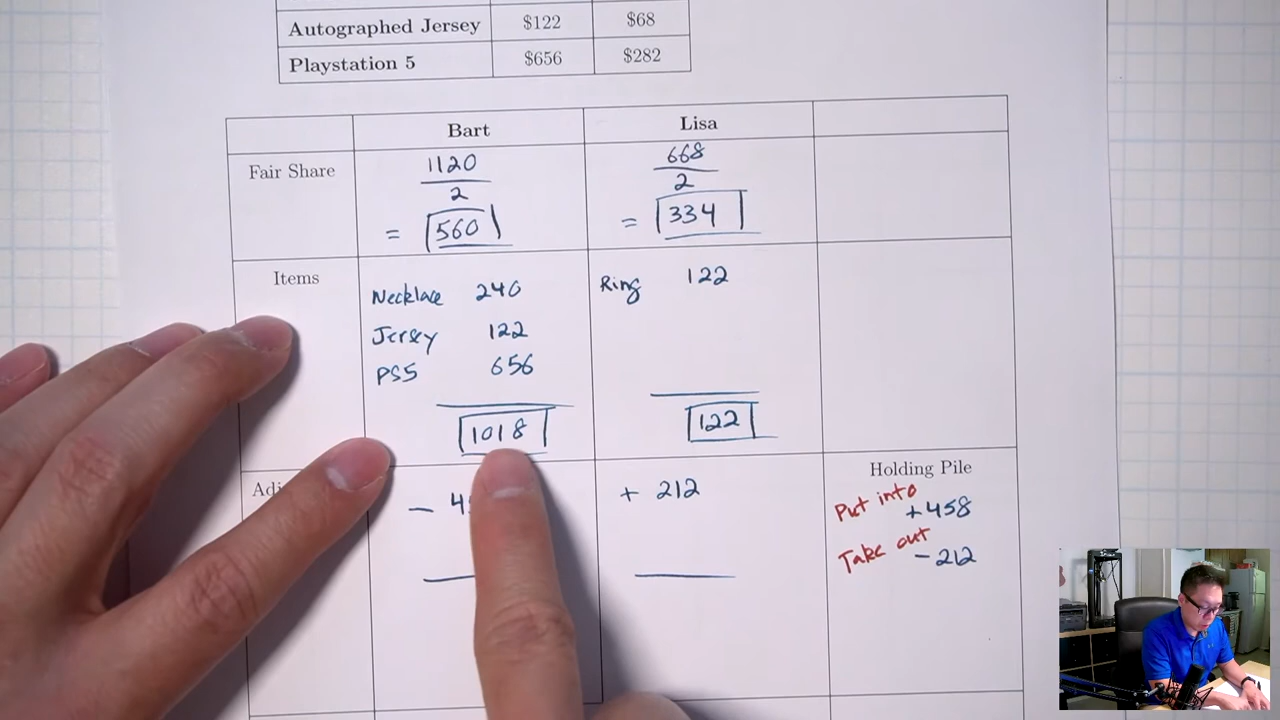 Autographed Jersey $122 $68
Playstation 5 $656 $282
Bart Lisa
Fair Share 1120 668
2 2
= 560 = 334
Items Necklace 240 Ring 122
Jersey 122
PS5 656
1018 122
Holding Pile
- + 212 Put into +458
Take out -212